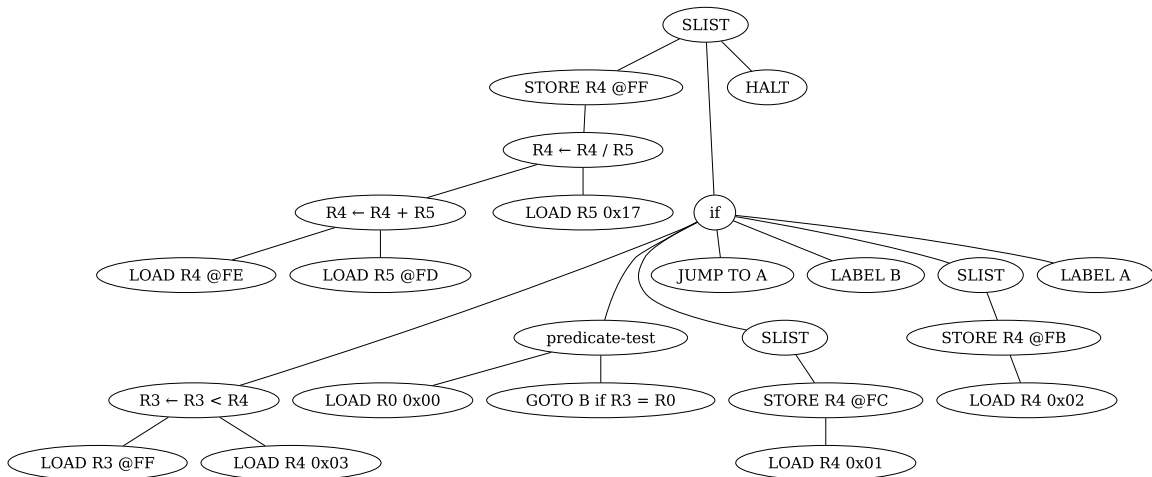 SLIST
STORE R4 @FF
HALT
R4 ← R4 / R5
R4 ← R4 + R5
LOAD R5 0x17
if
LOAD R4 @FE
LOAD R5 @FD
JUMP TO A
LABEL B
SLIST
LABEL A
predicate-test
SLIST
STORE R4 @FB
R3 ← R3 < R4
LOAD R0 0x00
GOTO B if R3 = R0
STORE R4 @FC
LOAD R4 0x02
LOAD R3 @FF
LOAD R4 0x03
LOAD R4 0x01